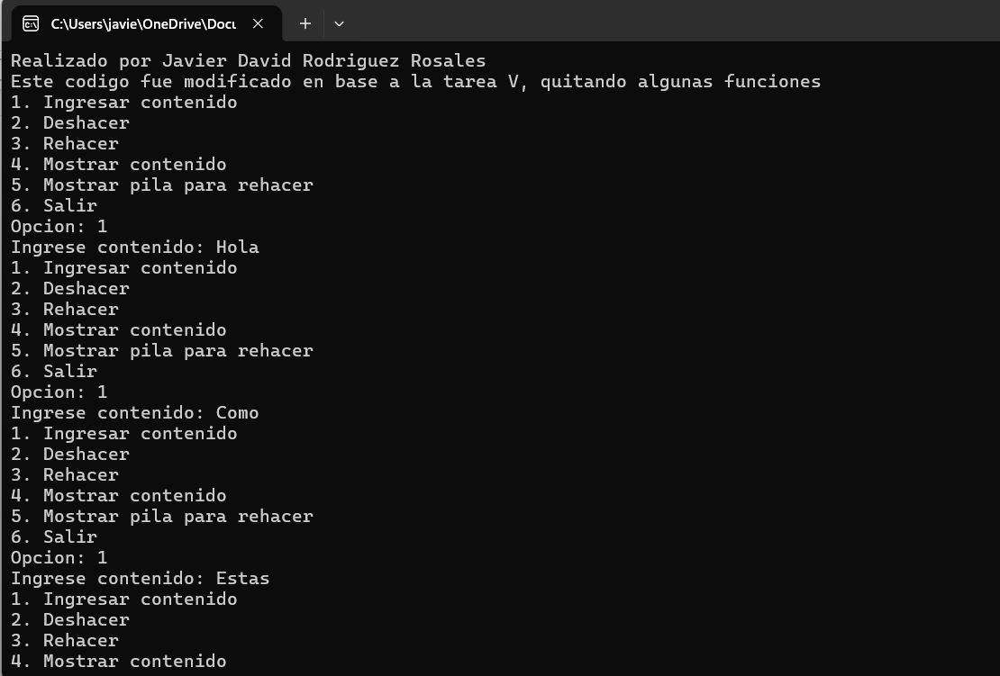 C:\Users\javie\OneDrive\Docu
Realizado por Javier David Rodriguez Rosales
Este codigo fue modificado en base a la tarea V, quitando algunas funciones
1. Ingresar contenido
2. Deshacer
3. Rehacer
4. Mostrar contenido
5. Mostrar pila para rehacer
6. Salir
Opcion: 1
Ingrese contenido: Hola
1. Ingresar contenido
2. Deshacer
3. Rehacer
4. Mostrar contenido
5. Mostrar pila para rehacer
6. Salir
Opcion: 1
Ingrese contenido: Como
1. Ingresar contenido
2. Deshacer
3. Rehacer
4. Mostrar contenido
5. Mostrar pila para rehacer
6. Salir
Opcion: 1
Ingrese contenido: Estas
1. Ingresar contenido
2. Deshacer
3. Rehacer
4. Mostrar contenido